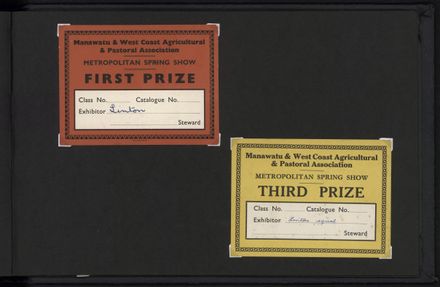 Manawatu & West Coast Agricultural
& Pastoral Association
METROPOLITAN SPRING SHOW
FIRST PRIZE
Class No. Catalogue No.
Exhibitor Linton
Steward
Manawatu & West Coast Agricultural
& Pastoral Association
METROPOLITAN SPRING SHOW
THIRD PRIZE
Class No. Catalogue No.
Exhibitor Linton
Steward